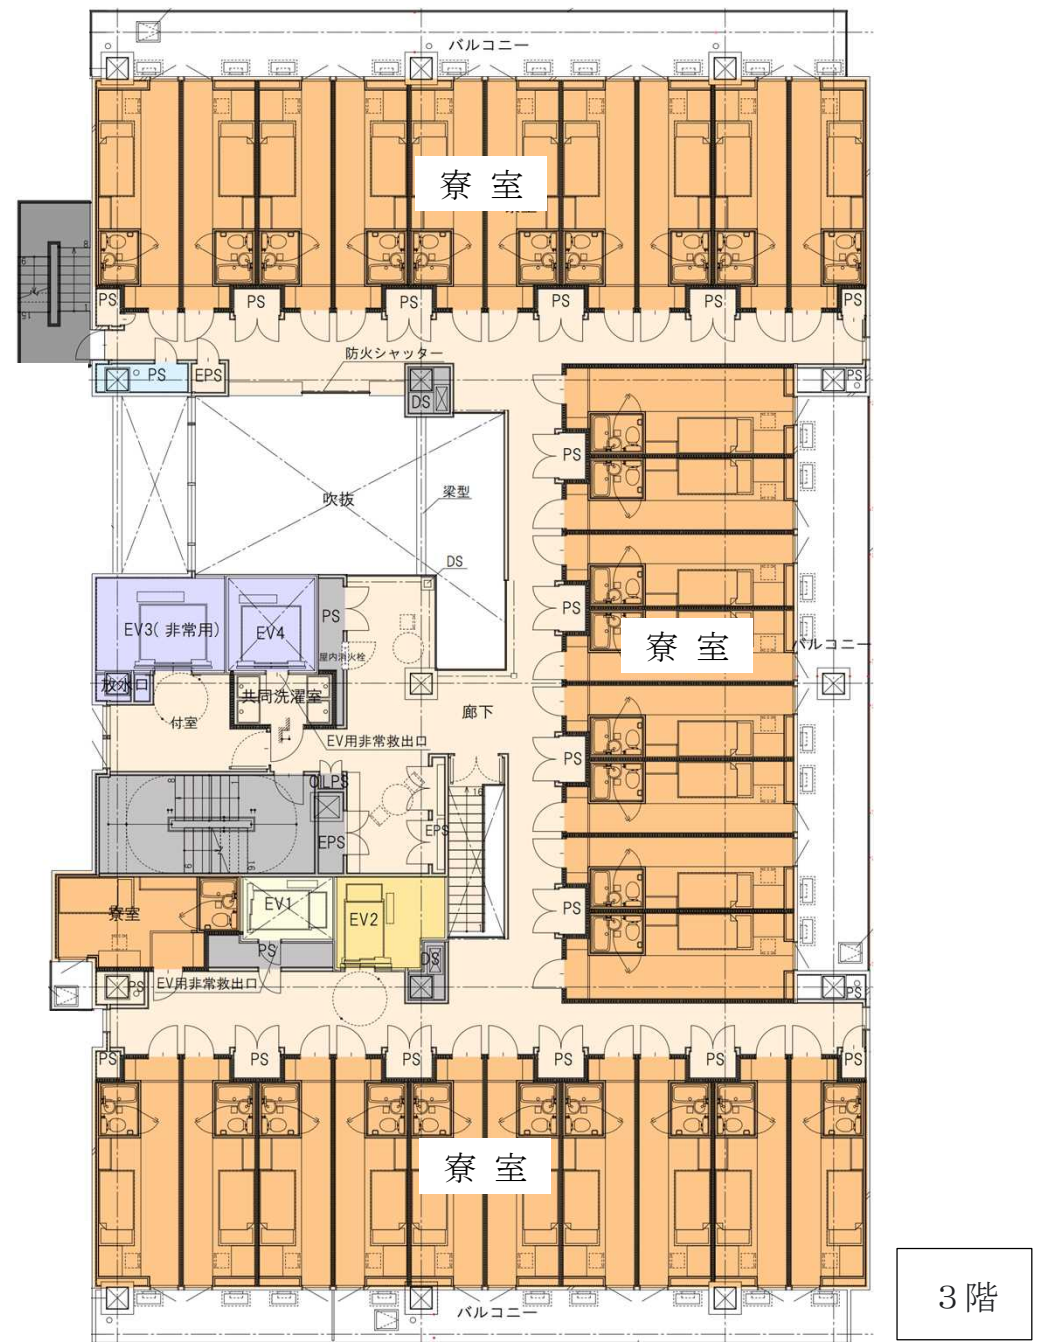 バルコニー
寮 室
PS
PS
PS
PS
PS
PS
防火シャッター
PS
EPS
DS
PS
PS
吹抜
梁型
DS
EV3(非常用)
EV4
PS
PS
屋内消火栓
寮 室
バルコニー
放水口
共同洗濯室
付室
廊下
EV用非常救出口
PS
OILPS
EPS
EPS
寮室
EV1
EV2
PS
PS
DS
EV用非常救出口
PS
PS
PS
PS
PS
PS
PS
PS
寮 室
バルコニー
3階